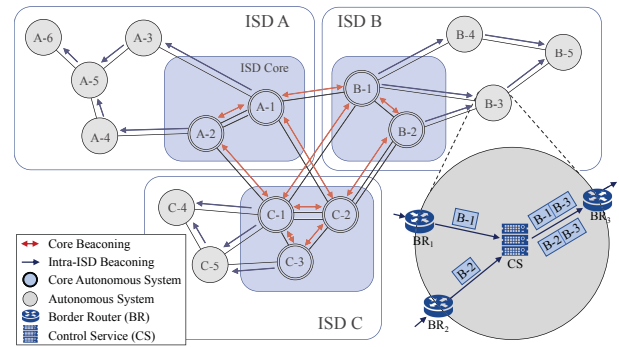 ISD A
ISD B
A-6
A-3
A-5
A-4
ISD Core
A-1
A-2
B-4
B-5
B-1
B-3
B-2
C-4
C-1
C-2
C-5
C-3
ISD C
Core Beaconing
Intra-ISD Beaconing
Core Autonomous System
Autonomous System
Border Router (BR)
Control Service (CS)
BR1
B-1
B-1 B-3
BR3
B-2 B-3
CS
B-2
BR2